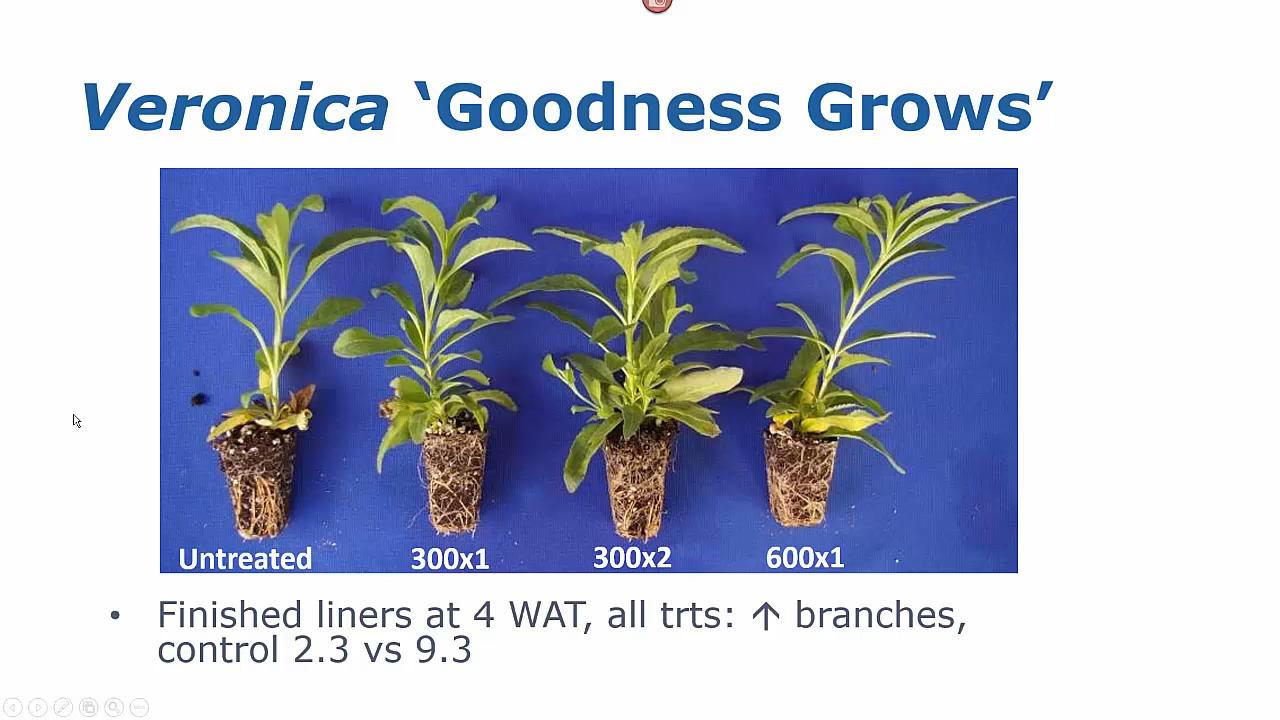 Veronica ‘Goodness Grows’
Untreated 300x1 300x2 600x1
• Finished liners at 4 WAT, all trts: ↑ branches,
control 2.3 vs 9.3